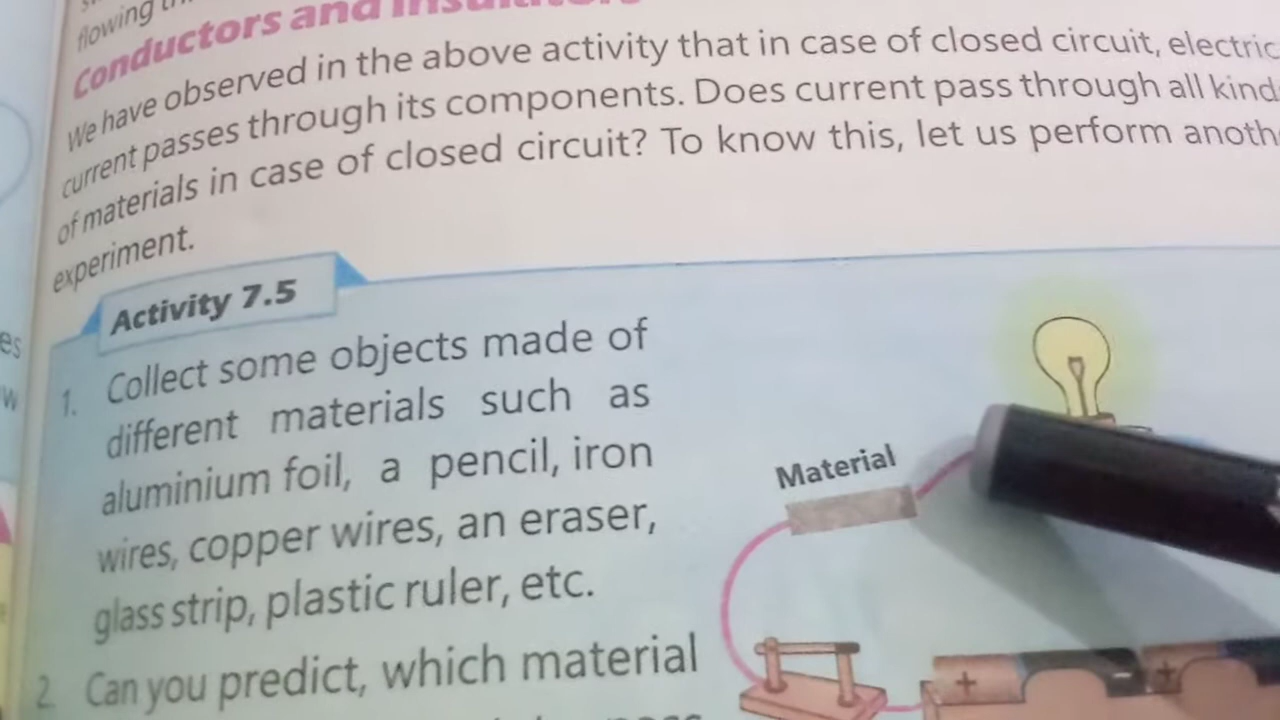 flowing
Conductors and
We have observed in the above activity that in case of closed circuit, electric
current passes through its components. Does current pass through all kind
of materials in case of closed circuit? To know this, let us perform anoth
experiment.
Activity 7.5
1. Collect some objects made of
different materials such as
aluminium foil, a pencil, iron
wires, copper wires, an eraser,
glass strip, plastic ruler, etc.
2. Can you predict, which material
Material
+ - +